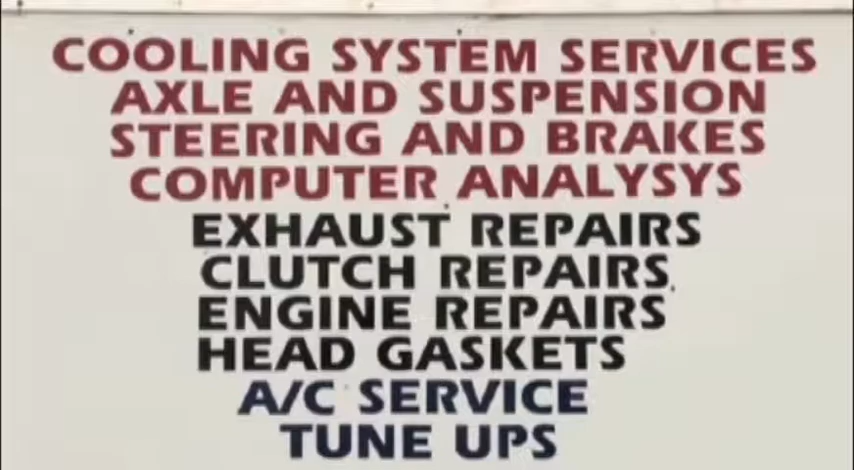 COOLING SYSTEM SERVICES
AXLE AND SUSPENSION
STEERING AND BRAKES
COMPUTER ANALYSYS
EXHAUST REPAIRS
CLUTCH REPAIRS
ENGINE REPAIRS
HEAD GASKETS
A/C SERVICE
TUNE UPS